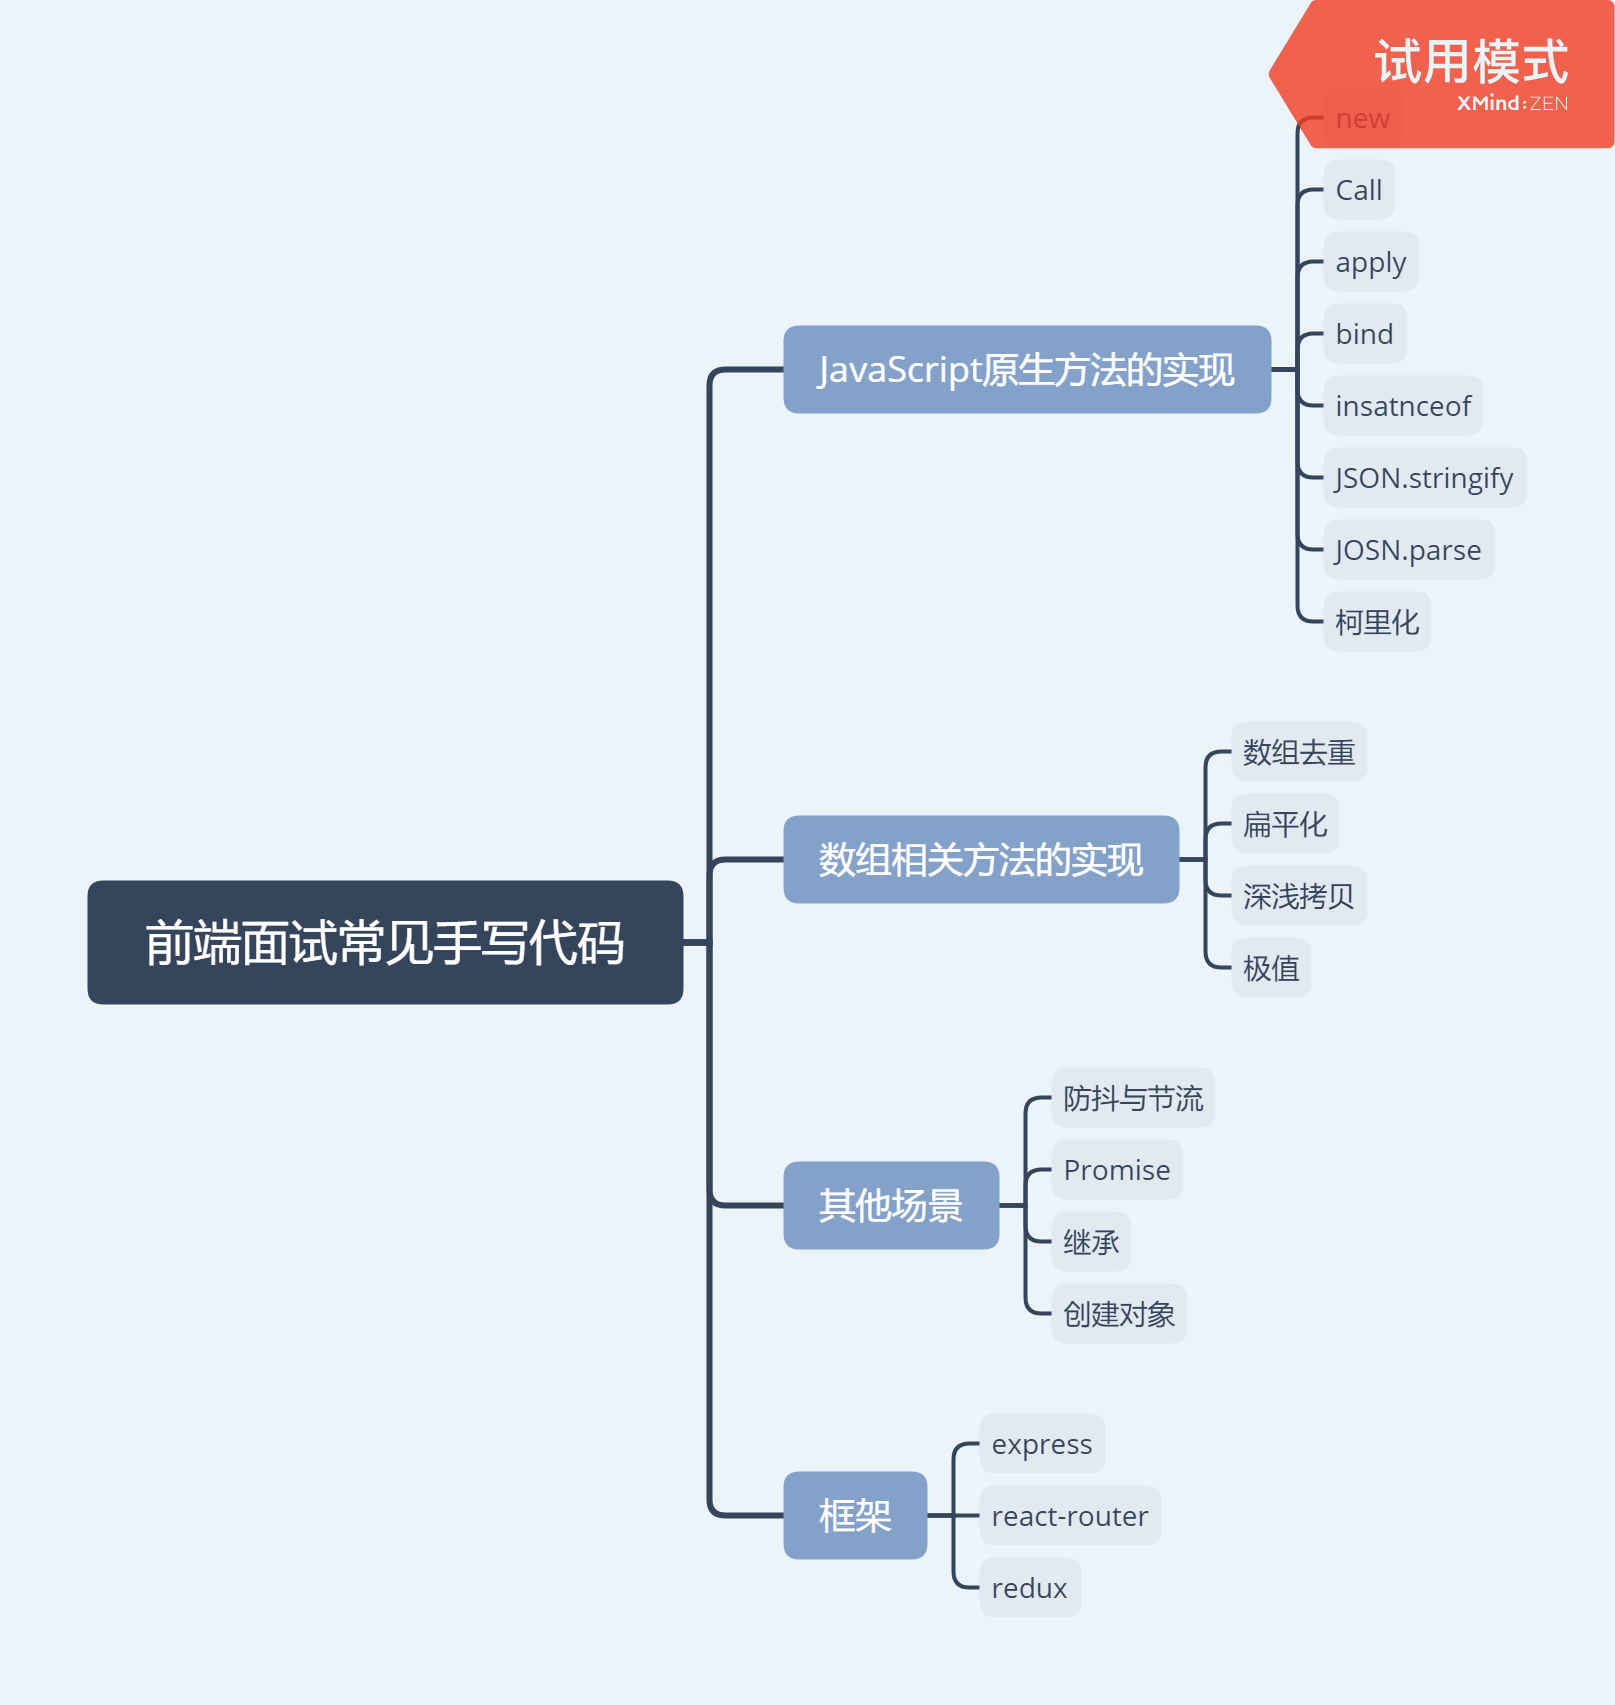 试用模式
XMind:ZEN
new
Call
apply
bind
JavaScript原生方法的实现
insatnceof
JSON.stringify
JOSN.parse
柯里化
数组去重
扁平化
数组相关方法的实现
深浅拷贝
极值
前端面试常见手写代码
防抖与节流
Promise
其他场景
继承
创建对象
express
框架
react-router
redux